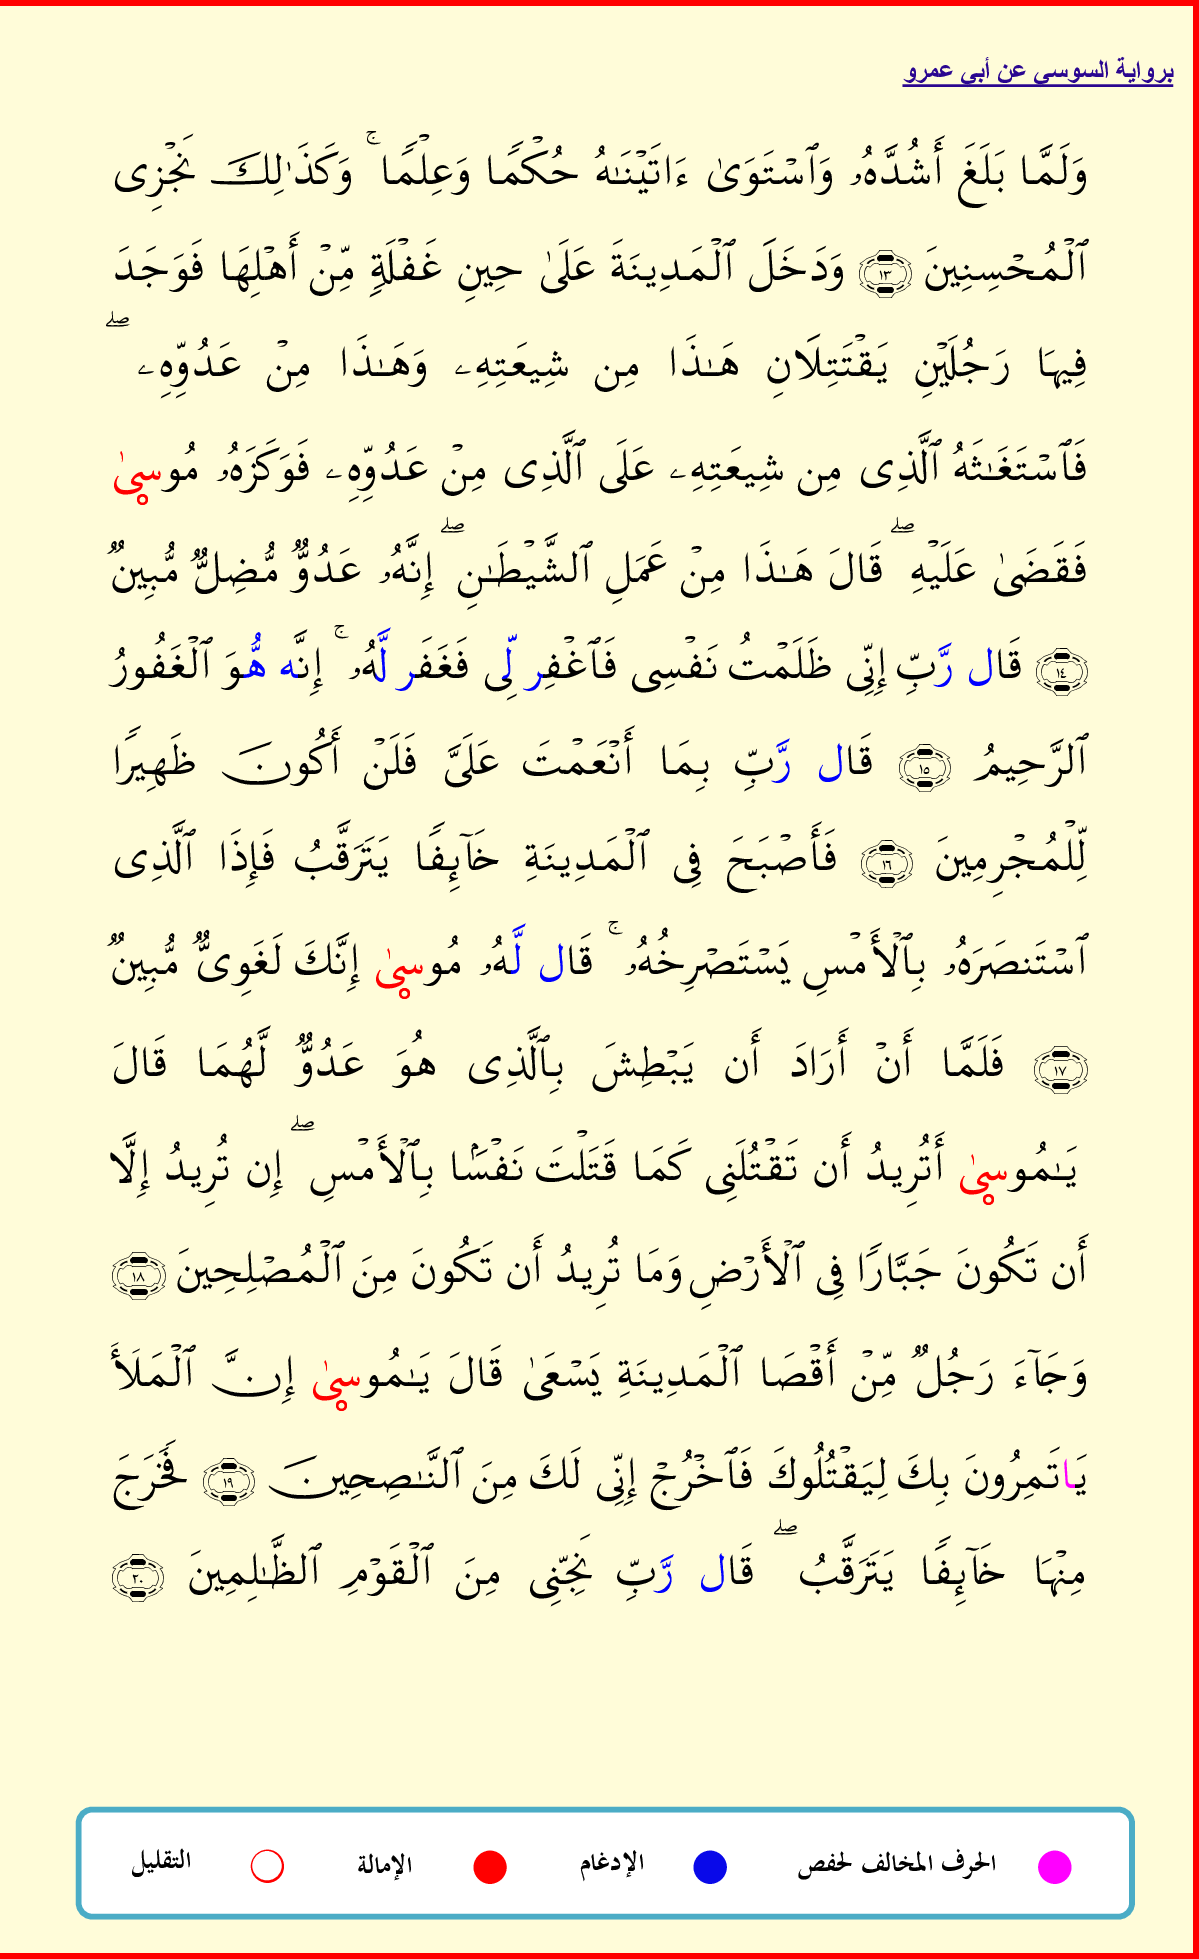 برواية السوسي عن أبي عمرو
وَلَمَّا بَلَغَ أَشُدَّهُۥ وَٱسۡتَوَىٰ ءَاتَيۡنَٰهُ حُكۡمًا وَعِلۡمًاۚ وَكَذَٰلِكَ نَجۡزِي
ٱلۡمُحۡسِنِينَ ١٣ وَدَخَلَ ٱلۡمَدِينَةَ عَلَىٰ حِينِ غَفۡلَةٍ مِّنۡ أَهۡلِهَا فَوَجَدَ
فِيهَا رَجُلَيۡنِ يَقۡتَتِلَانِ هَٰذَا مِن شِيعَتِهِۦ وَهَٰذَا مِنۡ عَدُوِّهِۦۖ
فَٱسۡتَغَٰثَهُ ٱلَّذِي مِن شِيعَتِهِۦ عَلَى ٱلَّذِي مِنۡ عَدُوِّهِۦ فَوَكَزَهُۥ مُوسىٰ
فَقَضَىٰ عَلَيۡهِۖ قَالَ هَٰذَا مِنۡ عَمَلِ ٱلشَّيۡطَٰنِۖ إِنَّهُۥ عَدُوٌّ مُّضِلٌّ مُّبِينٌ
١٤ قَال رَّبِّ إِنِّي ظَلَمۡتُ نَفۡسِي فَٱغۡفِر لِّي فَغَفَر لَّهُۥۚ إِنَّه هُّوَ ٱلۡغَفُورُ
ٱلرَّحِيمُ ١٥ قَال رَّبِّ بِمَا أَنۡعَمۡتَ عَلَيَّ فَلَنۡ أَكُونَ ظَهِيرًا
لِّلۡمُجۡرِمِينَ ١٦ فَأَصۡبَحَ فِي ٱلۡمَدِينَةِ خَآئِفًا يَتَرَقَّبُ فَإِذَا ٱلَّذِي
ٱسۡتَنصَرَهُۥ بِٱلۡأَمۡسِ يَسۡتَصۡرِخُهُۥۚ قَال لَّهُۥ مُوسىٰ إِنَّكَ لَغَوِيٌّ مُّبِينٌ
١٧ فَلَمَّا أَنۡ أَرَادَ أَن يَبۡطِشَ بِٱلَّذِي هُوَ عَدُوٌّ لَّهُمَا قَالَ
يَٰمُوسىٰ أَتُرِيدُ أَن تَقۡتُلَنِي كَمَا قَتَلۡتَ نَفۡسَۢا بِٱلۡأَمۡسِۖ إِن تُرِيدُ إِلَّا
أَن تَكُونَ جَبَّارًا فِي ٱلۡأَرۡضِ وَمَا تُرِيدُ أَن تَكُونَ مِنَ ٱلۡمُصۡلِحِينَ ١٨
وَجَآءَ رَجُلٌ مِّنۡ أَقۡصَا ٱلۡمَدِينَةِ يَسۡعَىٰ قَالَ يَٰمُوسىٰ إِنَّ ٱلۡمَلَأَ
يَاتَمِرُونَ بِكَ لِيَقۡتُلُوكَ فَٱخۡرُجۡ إِنِّي لَكَ مِنَ ٱلنَّٰصِحِينَ ١٩ فَخَرَجَ
مِنۡهَا خَآئِفًا يَتَرَقَّبُۖ قَال رَّبِّ نَجِّنِي مِنَ ٱلۡقَوۡمِ ٱلظَّٰلِمِينَ ٢٠
الحرف المخالف لحفص الإدغام الإمالة التقليل